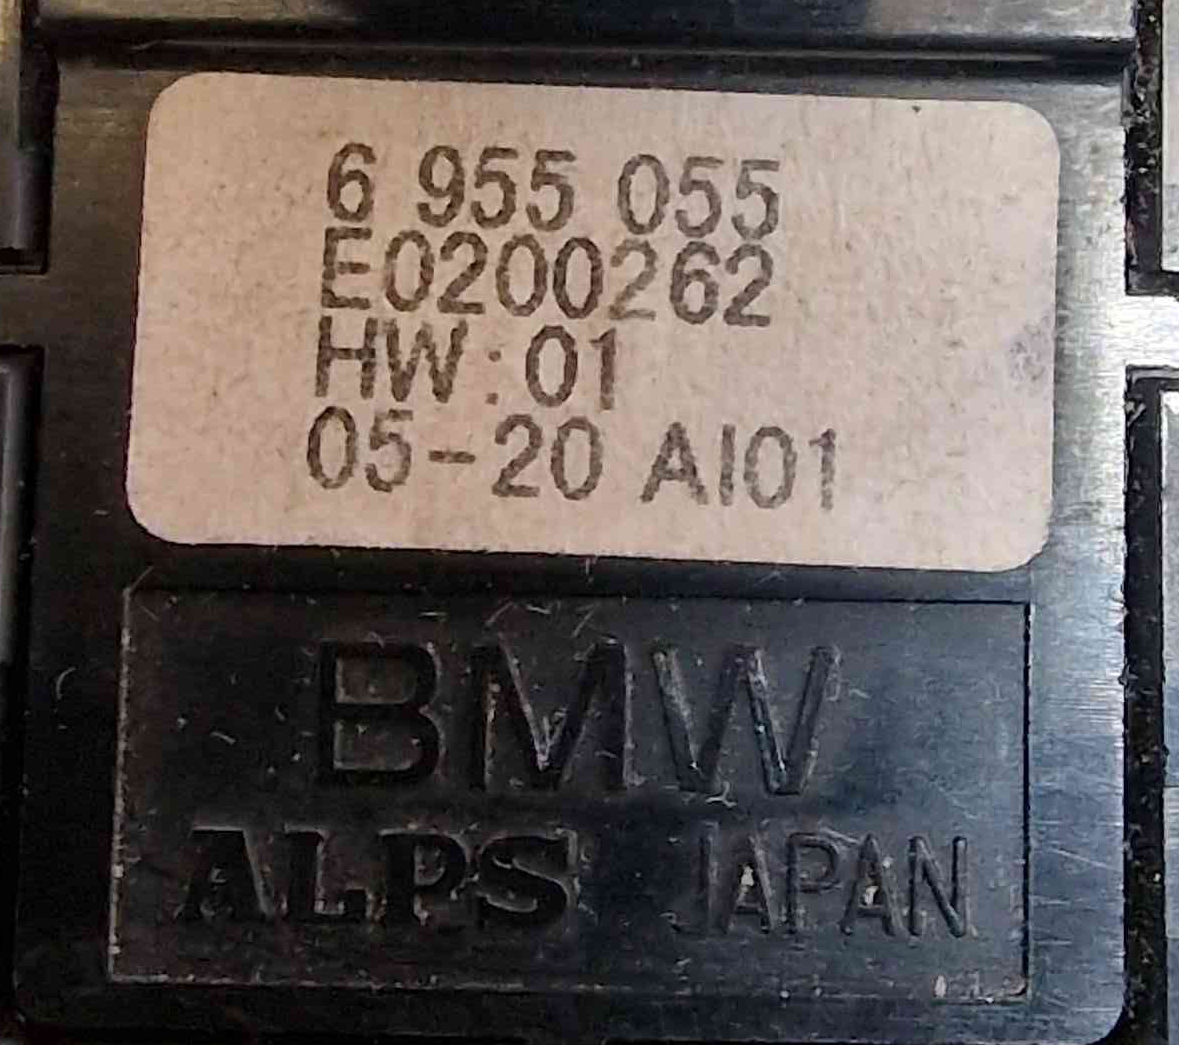 6 955 055
E0200262
HW:01
05-20 AI01
BMW
ALPS JAPAN